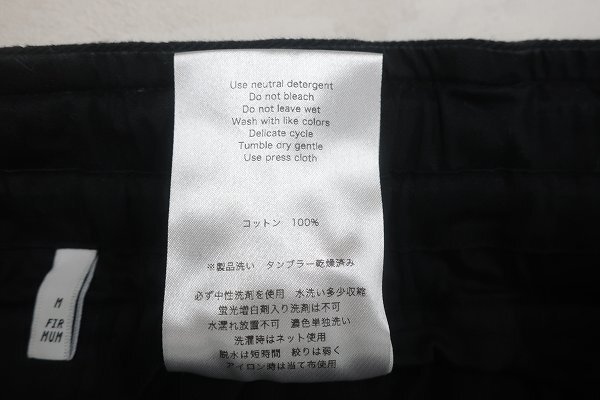 Use neutral detergent
Do not bleach
Do not leave wet
Wash with like colors
Delicate cycle
Tumble dry gentle
Use press cloth
コットン 100%
※製品洗い タンブラー乾燥済み
必ず中性洗剤を使用 水洗い多少収縮
蛍光増白剤入り洗剤は不可
水濡れ放置不可 濃色単独洗い
洗濯時はネット使用
脱水は短時間 絞りは弱く
アイロン時は当て布使用
M
FIR
MUM